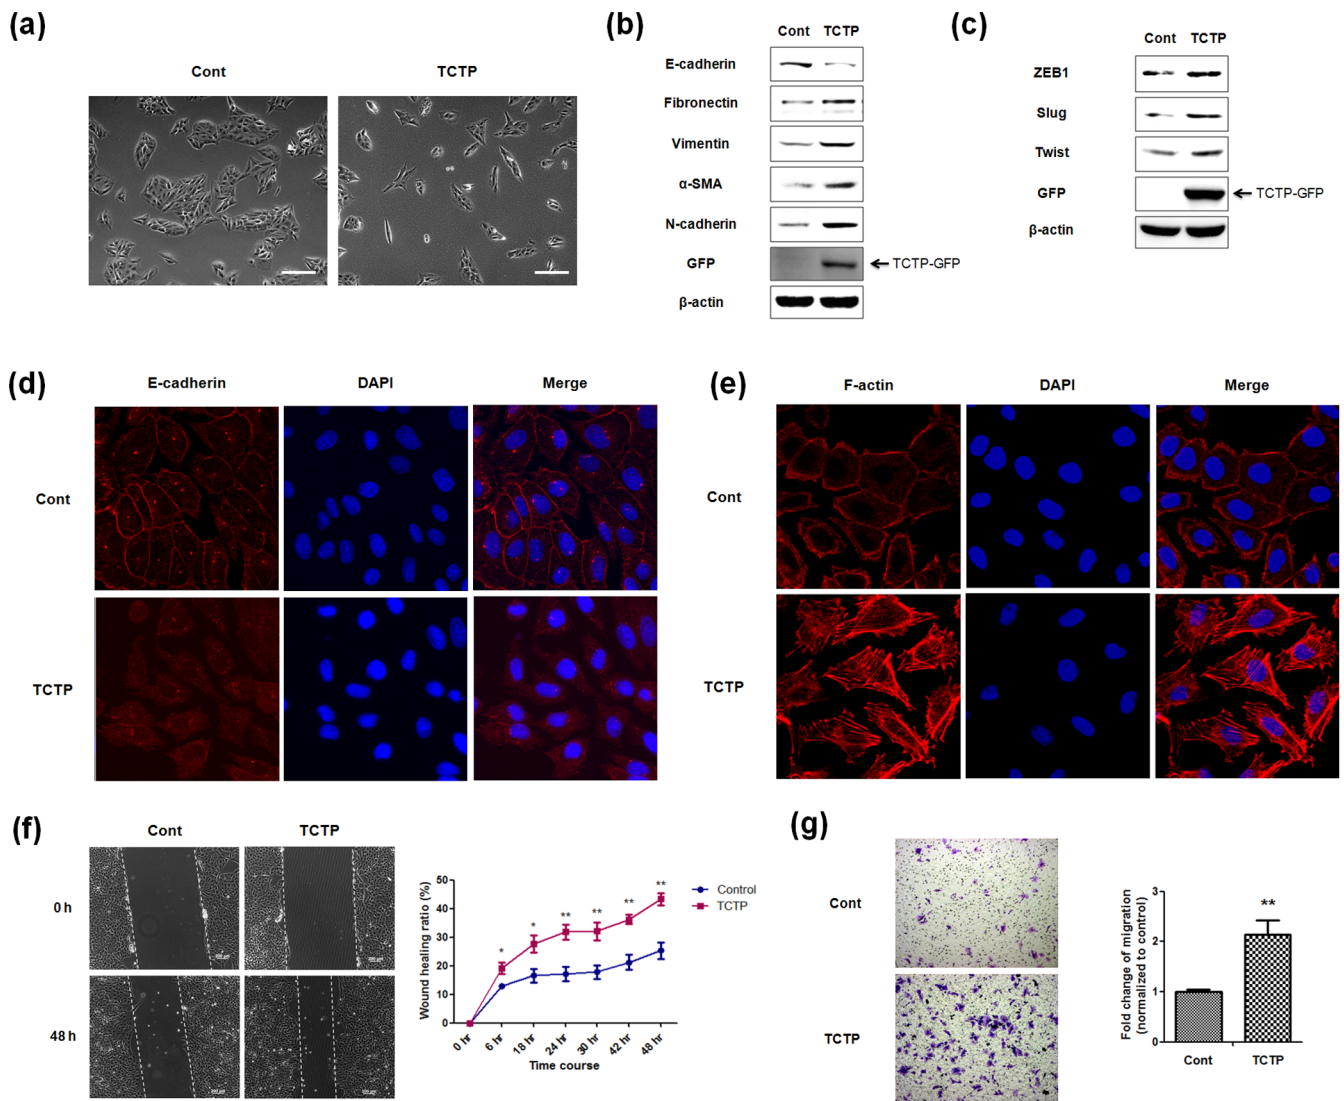 (a)
Cont
TCTP
(b)
Cont TCTP
E-cadherin
Fibronectin
Vimentin
α-SMA
N-cadherin
GFP
TCTP-GFP
β-actin
(c)
Cont TCTP
ZEB1
Slug
Twist
GFP
TCTP-GFP
β-actin
(d)
E-cadherin
DAPI
Merge
Cont
TCTP
(e)
F-actin
DAPI
Merge
Cont
TCTP
(f)
Cont
TCTP
0 h
48 h
Wound healing ratio (%)
50
40
30
20
10
0
0 hr
6 hr
18 hr
24 hr
30 hr
42 hr
48 hr
Time course
*
*
**
**
**
**
Control
TCTP
(g)
Cont
TCTP
Fold change of migration
(normalized to control)
3
2
1
0
**
Cont
TCTP